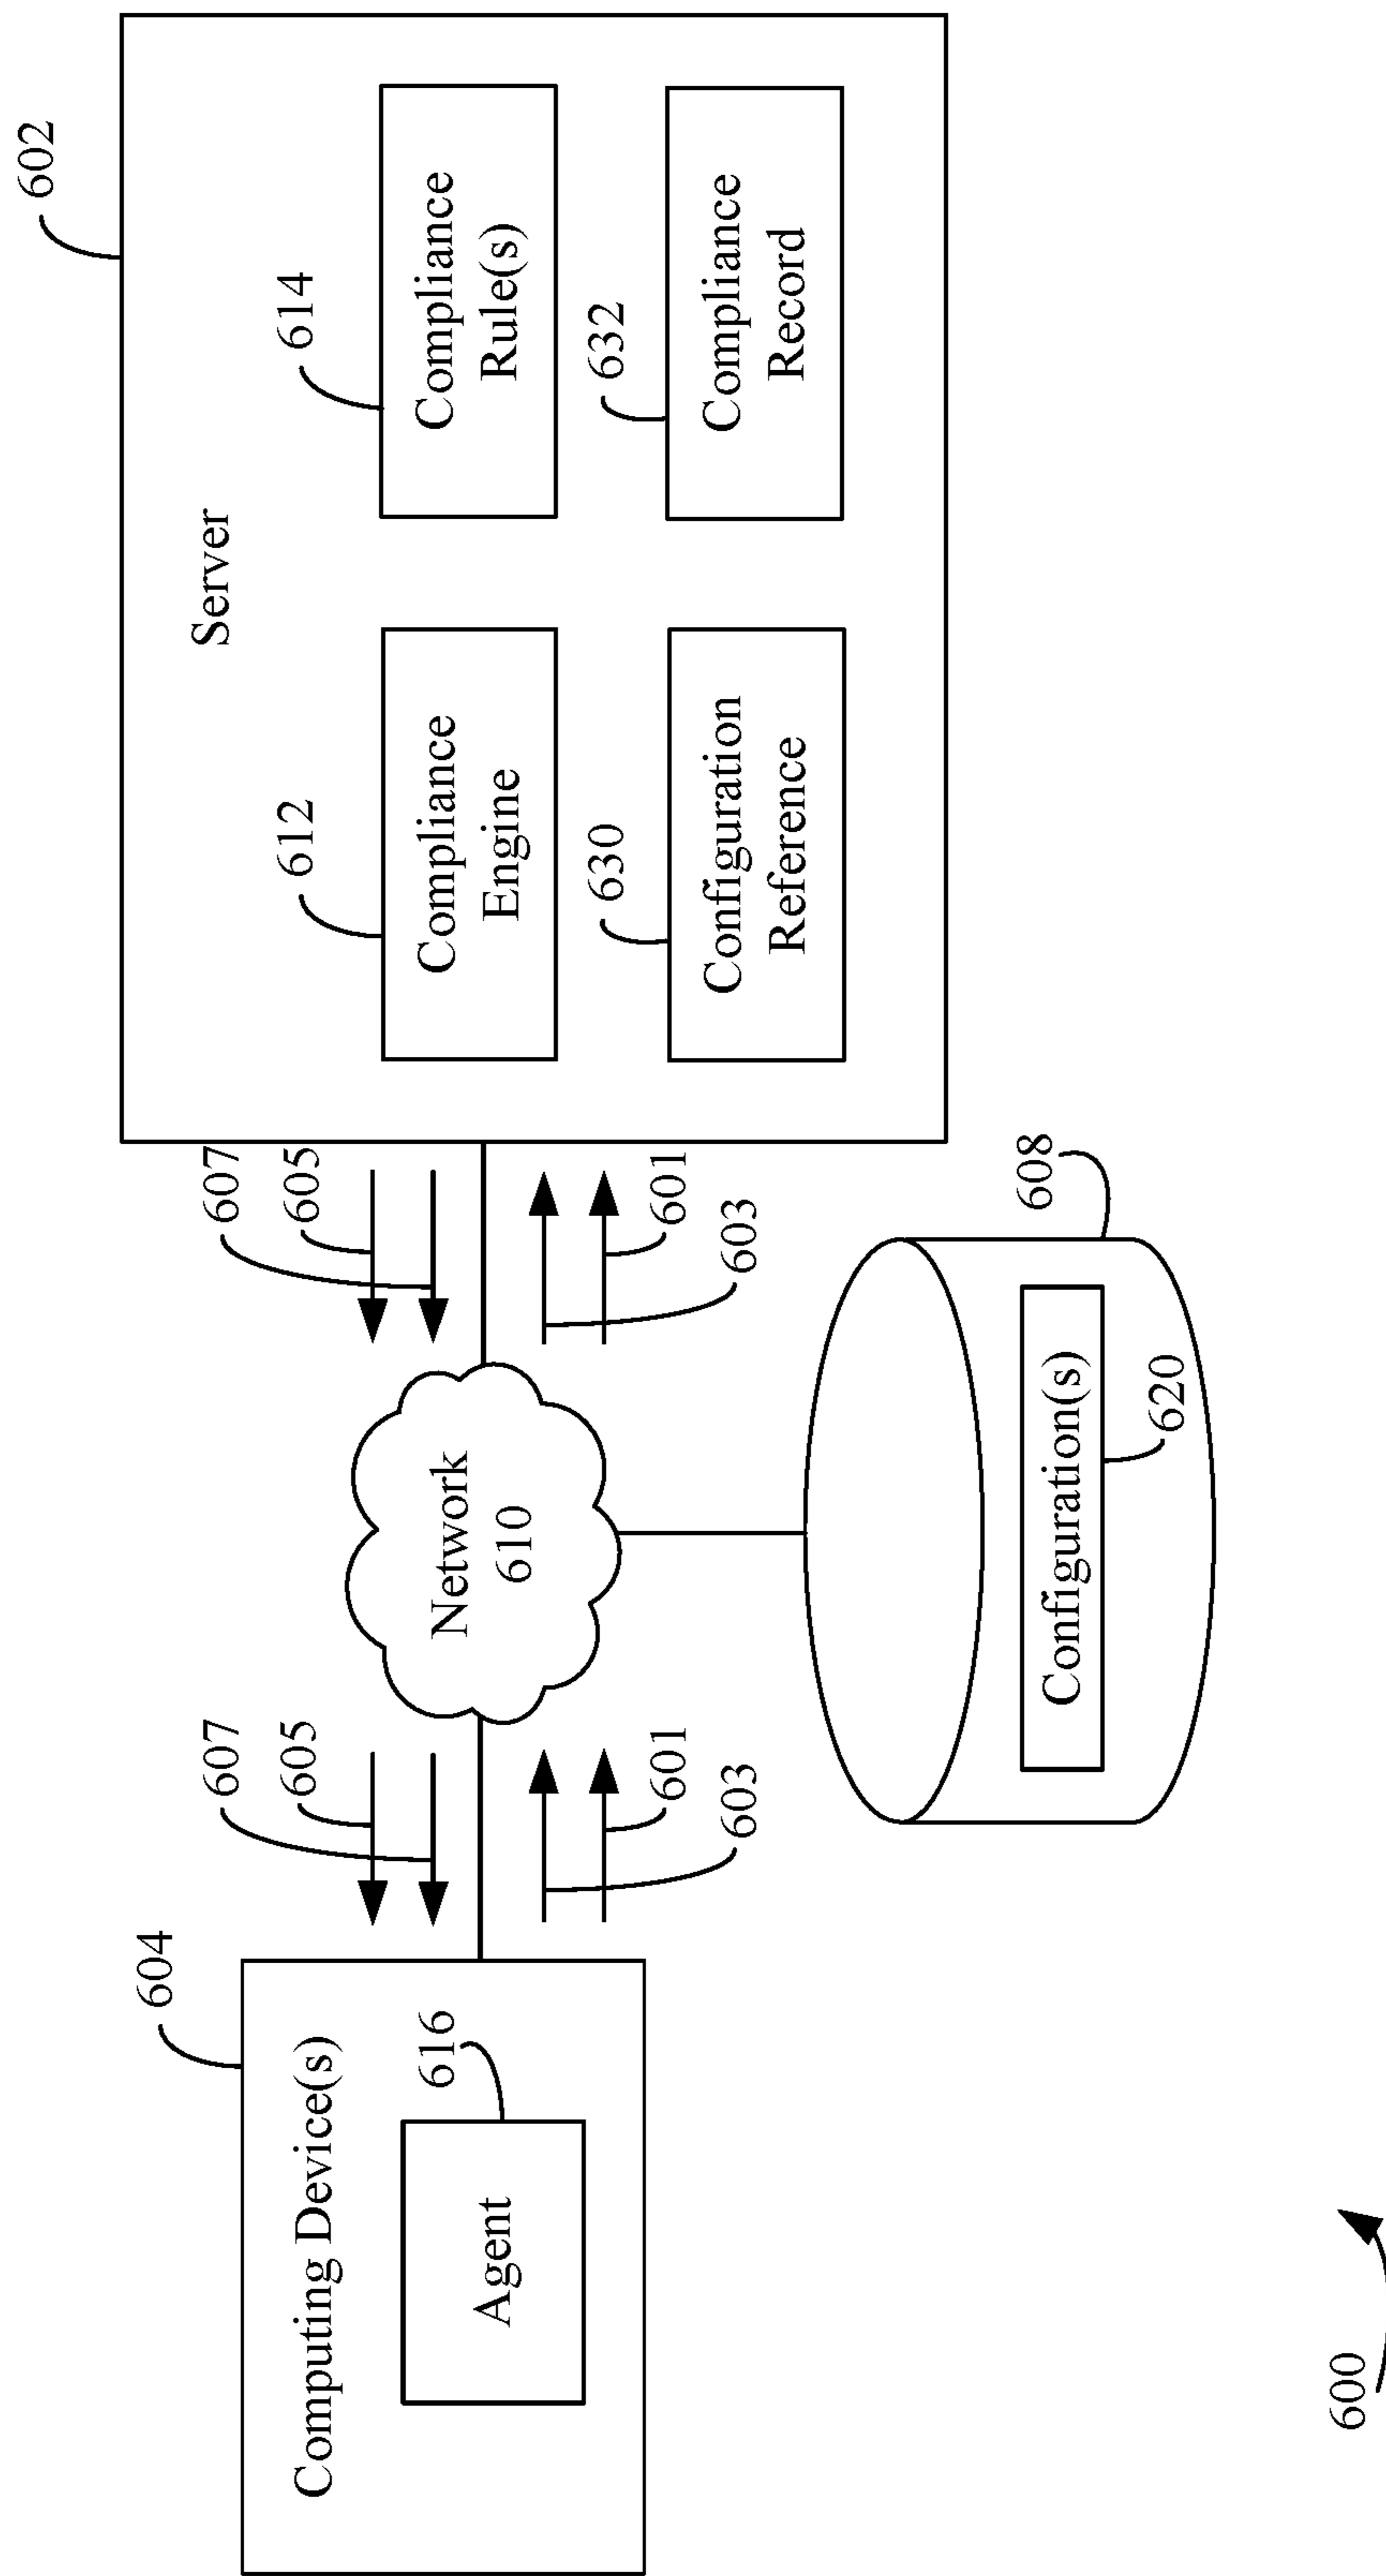 602
Server
614
Compliance
Rule(s)
612
Compliance
Engine
632
Compliance
Record
630
Configuration
Reference
607
605
601
603
Network
610
608
Configuration(s)
620
607
605
601
603
604
Computing Device(s)
616
Agent
600